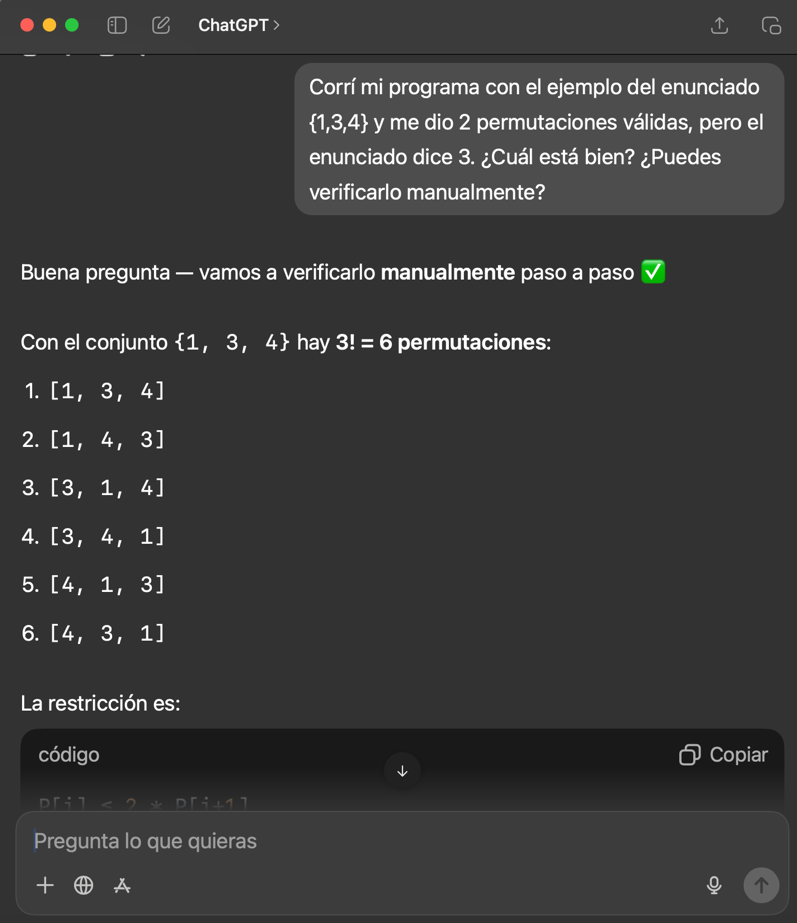 ChatGPT
Corrí mi programa con el ejemplo del enunciado
{1,3,4} y me dio 2 permutaciones válidas, pero el
enunciado dice 3. ¿Cuál está bien? ¿Puedes
verificarlo manualmente?
Buena pregunta — vamos a verificarlo manualmente paso a paso ✅
Con el conjunto {1, 3, 4} hay 3! = 6 permutaciones:
1. [1, 3, 4]
2. [1, 4, 3]
3. [3, 1, 4]
4. [3, 4, 1]
5. [4, 1, 3]
6. [4, 3, 1]
La restricción es:
código
Copiar
Pregunta lo que quieras